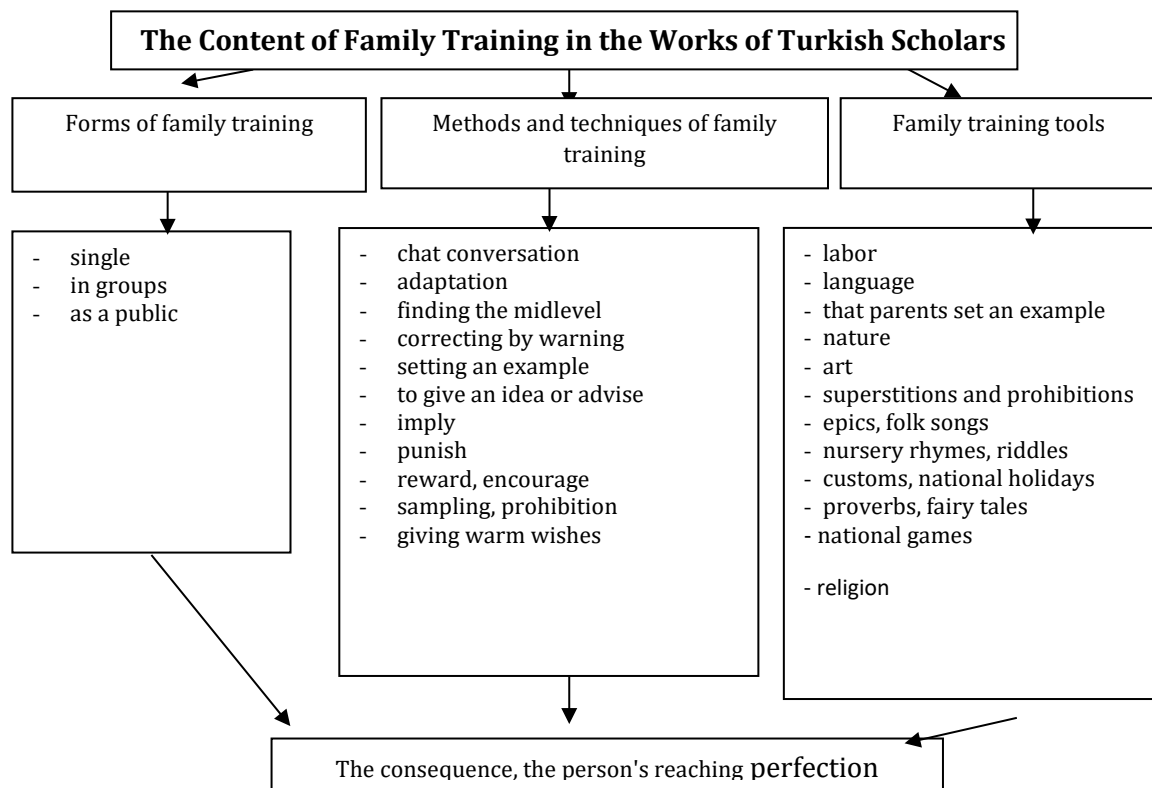 The Content of Family Training in the Works of Turkish Scholars
Forms of family training
Methods and techniques of family
training
Family training tools
- single
- in groups
- as a public
- chat conversation
- adaptation
- finding the midlevel
- correcting by warning
- setting an example
- to give an idea or advise
- imply
- punish
- reward, encourage
- sampling, prohibition
- giving warm wishes
- labor
- language
- that parents set an example
- nature
- art
- superstitions and prohibitions
- epics, folk songs
- nursery rhymes, riddles
- customs, national holidays
- proverbs, fairy tales
- national games
- religion
The consequence, the person's reaching perfection